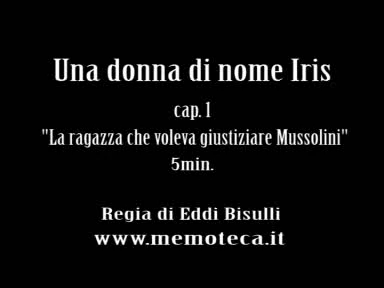 Una donna di nome Iris
cap. 1
"La ragazza che voleva giustiziare Mussolini"
5min.
Regia di Eddi Bisulli
www.memoteca.it